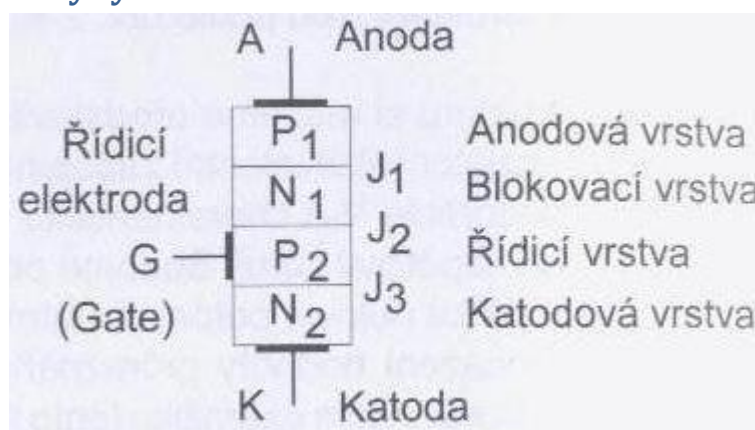 A Anoda
Řídicí
elektroda
G
(Gate)
P1
N1
P2
N2
J1
J2
J3
Anodová vrstva
Blokovací vrstva
Řídicí vrstva
Katodová vrstva
K Katoda